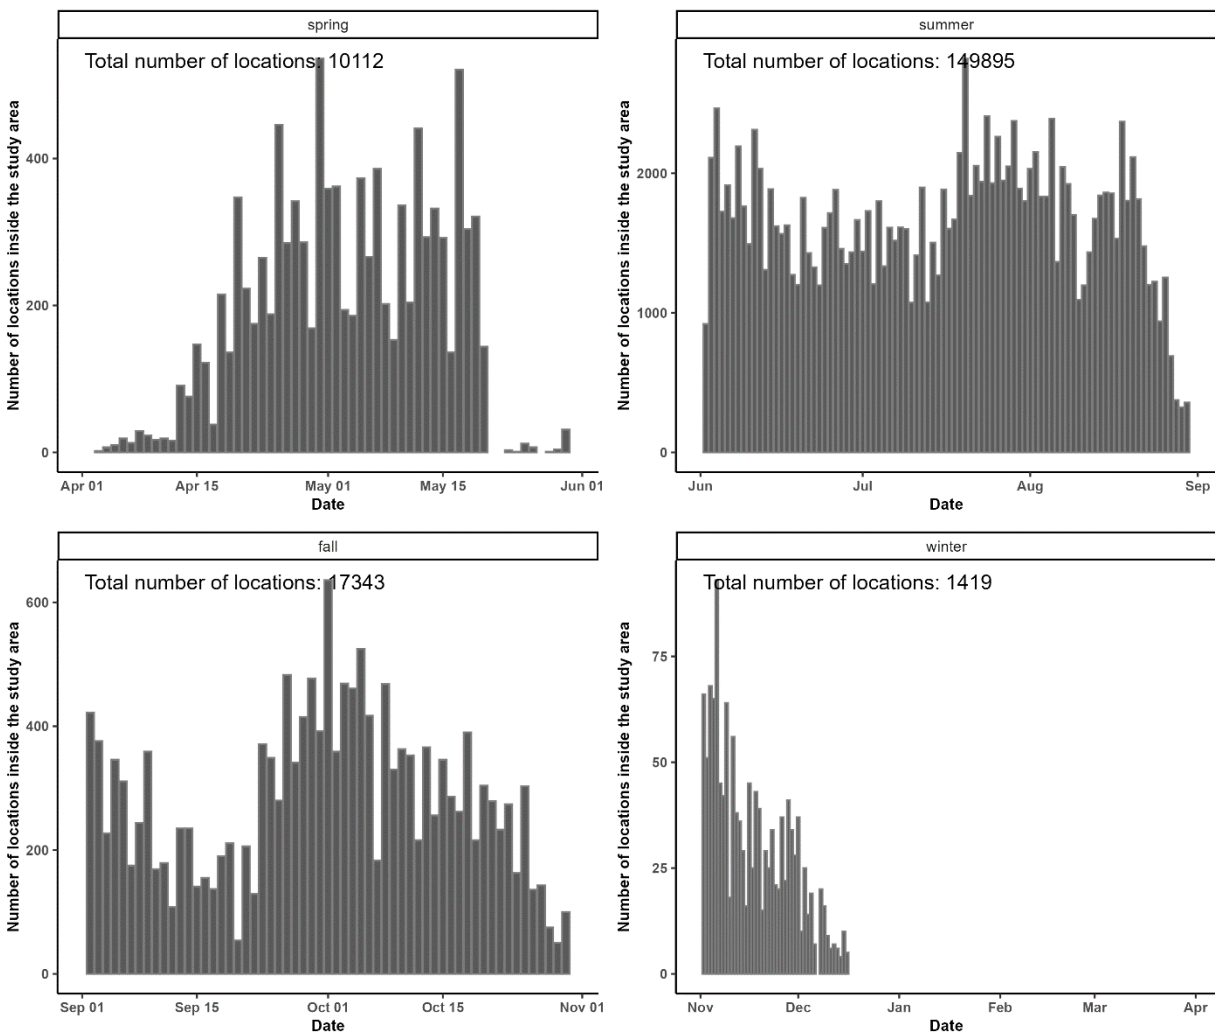 spring
Total number of locations: 10112
Number of locations inside the study area
400
200
0
Apr 01
Apr 15
May 01
May 15
Jun 01
Date
summer
Total number of locations: 149895
Number of locations inside the study area
2000
1000
0
Jun
Jul
Aug
Sep
Date
fall
Total number of locations: 17343
Number of locations inside the study area
600
400
200
0
Sep 01
Sep 15
Oct 01
Oct 15
Nov 01
Date
winter
Total number of locations: 1419
Number of locations inside the study area
75
50
25
0
Nov
Dec
Jan
Feb
Mar
Apr
Date